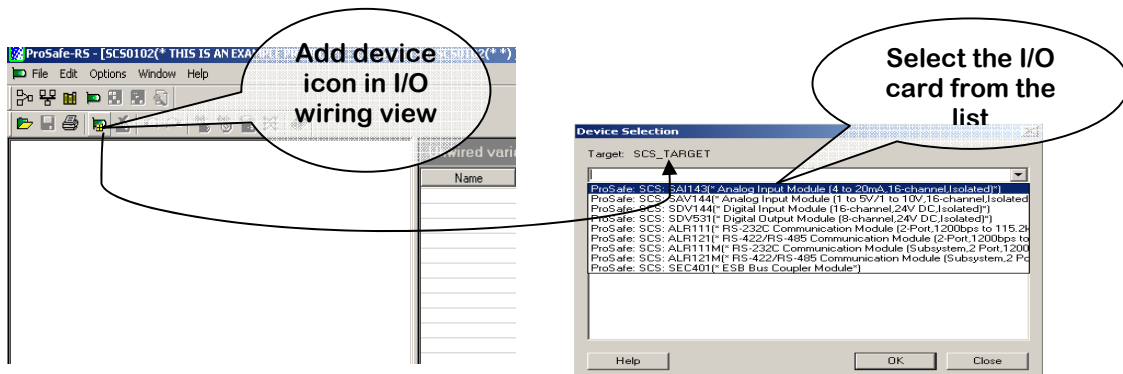 ProSafe-RS - [SCS0102(* THIS IS AN EXAMPLE
File Edit Options Window Help
Add device
icon in I/O
wiring view
Name
Select the I/O
card from the
list
Device Selection
Target: SCS_TARGET
ProSafe: SCS: SAI143(* Analog Input Module (4 to 20mA,16-channel,Isolated)*)
ProSafe: SCS: SAV144(* Analog Input Module (1 to 5V/1 to 10V,16-channel,Isolated
ProSafe: SCS: SDV144(* Digital Input Module (16-channel,24V DC,Isolated)*)
ProSafe: SCS: SDV531(* Digital Output Module (8-channel,24V DC,Isolated)*)
ProSafe: SCS: ALR111(* RS-232C Communication Module (2-Port,1200bps to 115.2k
ProSafe: SCS: ALR121(* RS-422/RS-485 Communication Module (2-Port,1200bps to
ProSafe: SCS: ALR111M(* RS-232C Communication Module (Subsystem,2 Port,1200
ProSafe: SCS: ALR121M(* RS-422/RS-485 Communication Module (Subsystem,2 Po
ProSafe: SCS: SEC401(* ESB Bus Coupler Module*)
Help OK Close